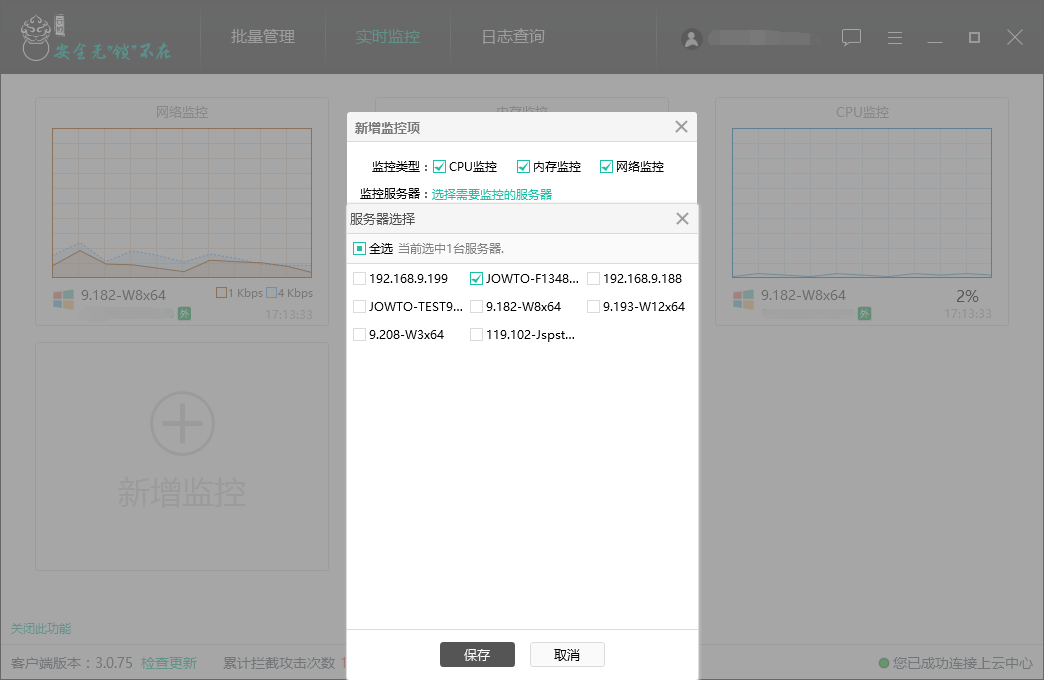 安全无"锁"不在
批量管理
实时监控
日志查询
网络监控
内存监控
CPU监控
9.182-W8x64
1 Kbps
4 Kbps
外
17:13:33
9.182-W8x64
2%
外
17:13:33
新增监控
新增监控项
监控类型：
CPU监控
内存监控
网络监控
监控服务器：
选择需要监控的服务器
服务器选择
全选 当前选中1台服务器.
192.168.9.199
JOWTO-F1348...
192.168.9.188
JOWTO-TEST9...
9.182-W8x64
9.193-W12x64
9.208-W3x64
119.102-Jspst...
保存
取消
关闭此功能
客户端版本：3.0.75 检查更新 累计拦截攻击次数 1
您已成功连接上云中心